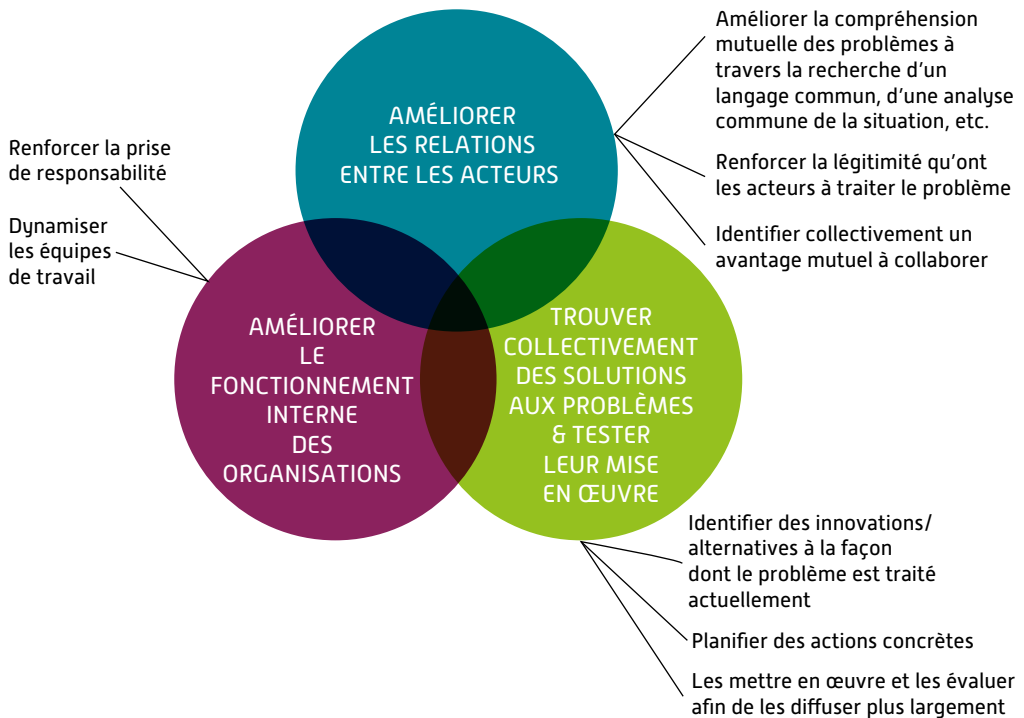 AMÉLIORER
LES RELATIONS
ENTRE LES ACTEURS
Améliorer la compréhension
mutuelle des problèmes à
travers la recherche d’un
langage commun, d’une analyse
commune de la situation, etc.
Renforcer la légitimité qu’ont
les acteurs à traiter le problème
Identifier collectivement un
avantage mutuel à collaborer
Renforcer la prise
de responsabilité
Dynamiser
les équipes
de travail
AMÉLIORER
LE
FONCTIONNEMENT
INTERNE
DES
ORGANISATIONS
TROUVER
COLLECTIVEMENT
DES SOLUTIONS
AUX PROBLÈMES
& TESTER
LEUR MISE
EN ŒUVRE
Identifier des innovations/
alternatives à la façon
dont le problème est traité
actuellement
Planifier des actions concrètes
Les mettre en œuvre et les évaluer
afin de les diffuser plus largement